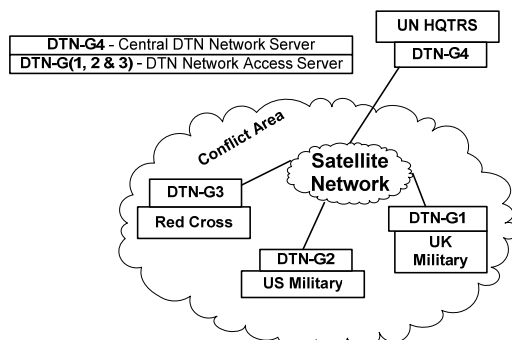 UN HQTRS
DTN-G4
DTN-G4 - Central DTN Network Server
DTN-G(1, 2 & 3) - DTN Network Access Server
Conflict Area
Satellite
Network
DTN-G3
Red Cross
DTN-G1
UK
Military
DTN-G2
US Military